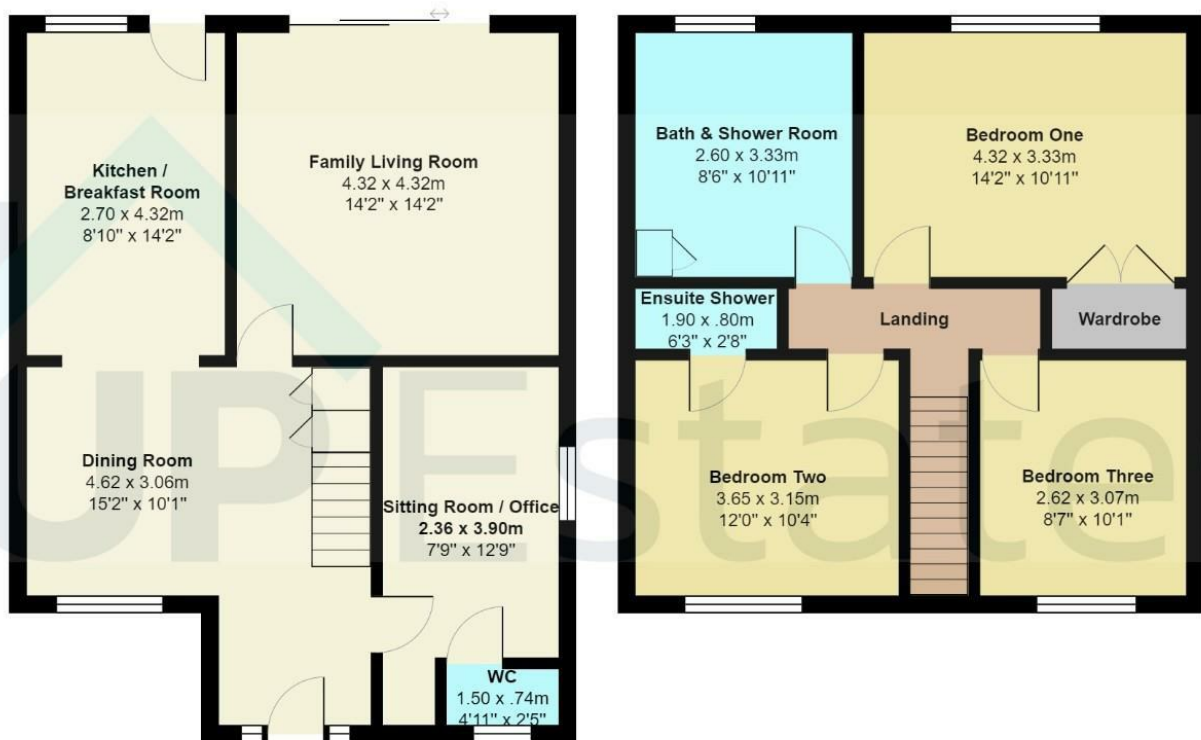 Kitchen /
Breakfast Room
2.70 x 4.32m
8'10" x 14'2"
Family Living Room
4.32 x 4.32m
14'2" x 14'2"
Dining Room
4.62 x 3.06m
15'2" x 10'1"
Sitting Room / Office
2.36 x 3.90m
7'9" x 12'9"
WC
1.50 x .74m
4'11" x 2'5"
Bath & Shower Room
2.60 x 3.33m
8'6" x 10'11"
Bedroom One
4.32 x 3.33m
14'2" x 10'11"
Ensuite Shower
1.90 x .80m
6'3" x 2'8"
Landing
Wardrobe
Bedroom Two
3.65 x 3.15m
12'0" x 10'4"
Bedroom Three
2.62 x 3.07m
8'7" x 10'1"
UPEstate